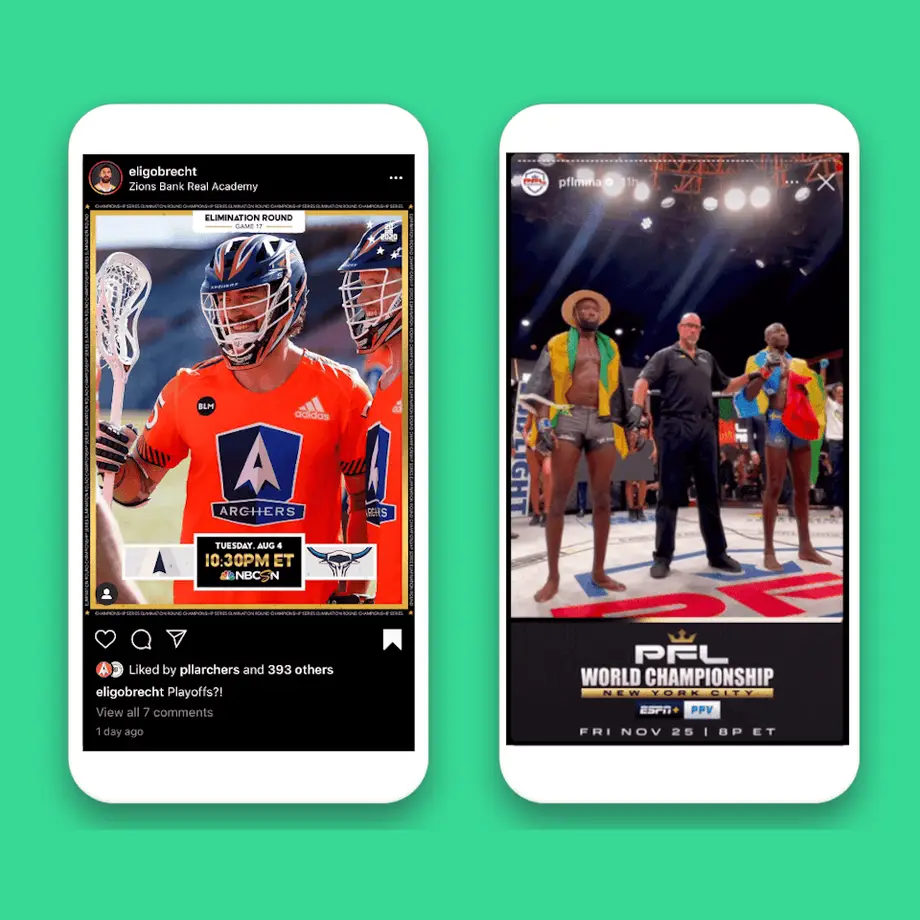 eligobrecht
Zions Bank Real Academy
ELIMINATION ROUND
GAME 17
2020
BLM
adidas
ARCHERS
TUESDAY, AUG 4
10:30PM ET
NBCSN
Liked by pllarchers and 393 others
eligobrecht Playoffs?!
View all 7 comments
1 day ago
pflmma 11h
PFL
WORLD CHAMPIONSHIP
NEW YORK CITY
ESPN+ PPV
FRI NOV 25 | 8P ET